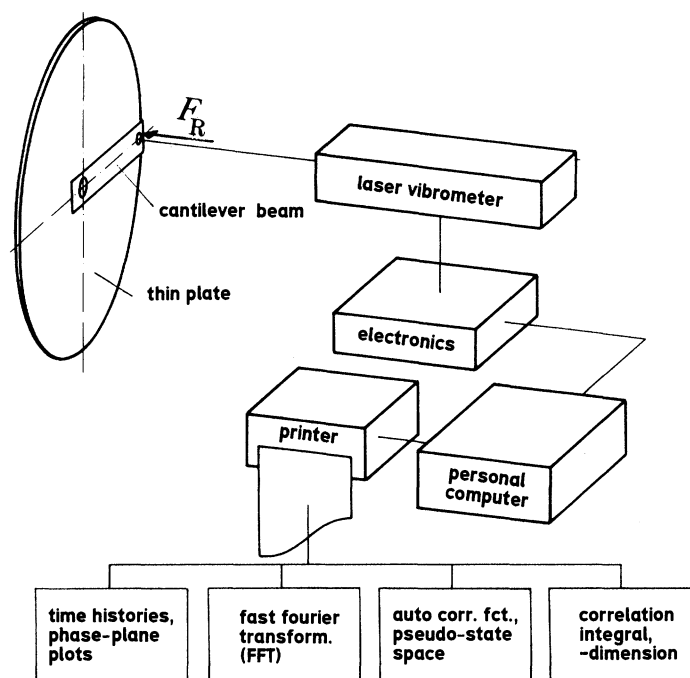 F_R
laser vibrometer
cantilever beam
thin plate
electronics
printer
personal
computer
time histories,
phase-plane
plots
fast fourier
transform.
(FFT)
auto corr. fct.,
pseudo-state
space
correlation
integral,
-dimension